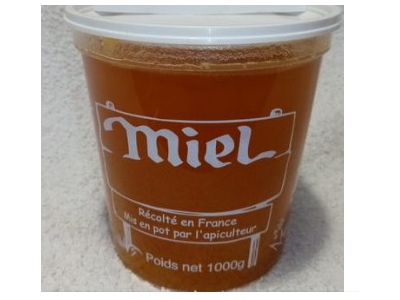 Miel
Récolté en France
Mis en pot par l'apiculteur
Poids net 1000g